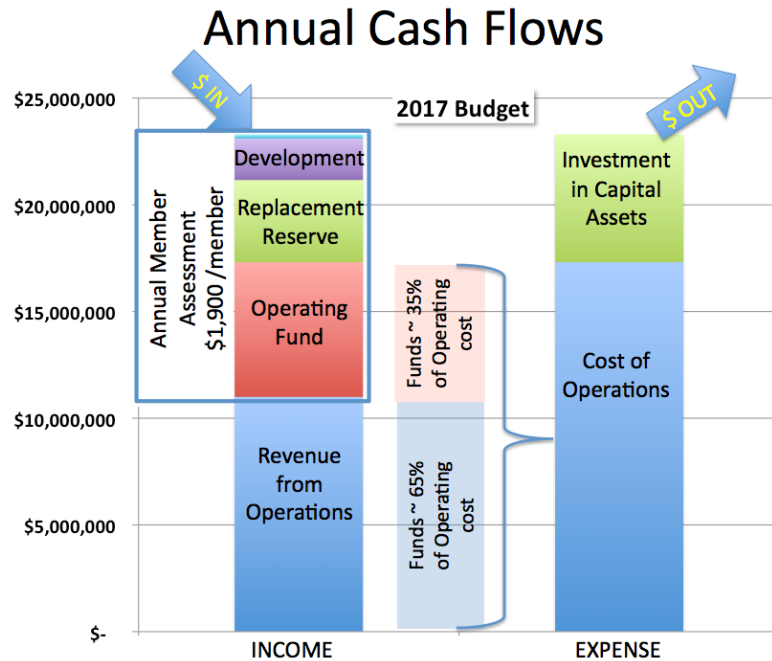 Annual Cash Flows
$ IN
$ OUT
2017 Budget
$25,000,000
$20,000,000
$15,000,000
$10,000,000
$5,000,000
$-
Annual Member
Assessment
$1,900 /member
Development
Replacement
Reserve
Operating
Fund
Revenue
from
Operations
Funds ~ 35%
of Operating
cost
Funds ~ 65%
of Operating
cost
Investment
in Capital
Assets
Cost of
Operations
INCOME
EXPENSE